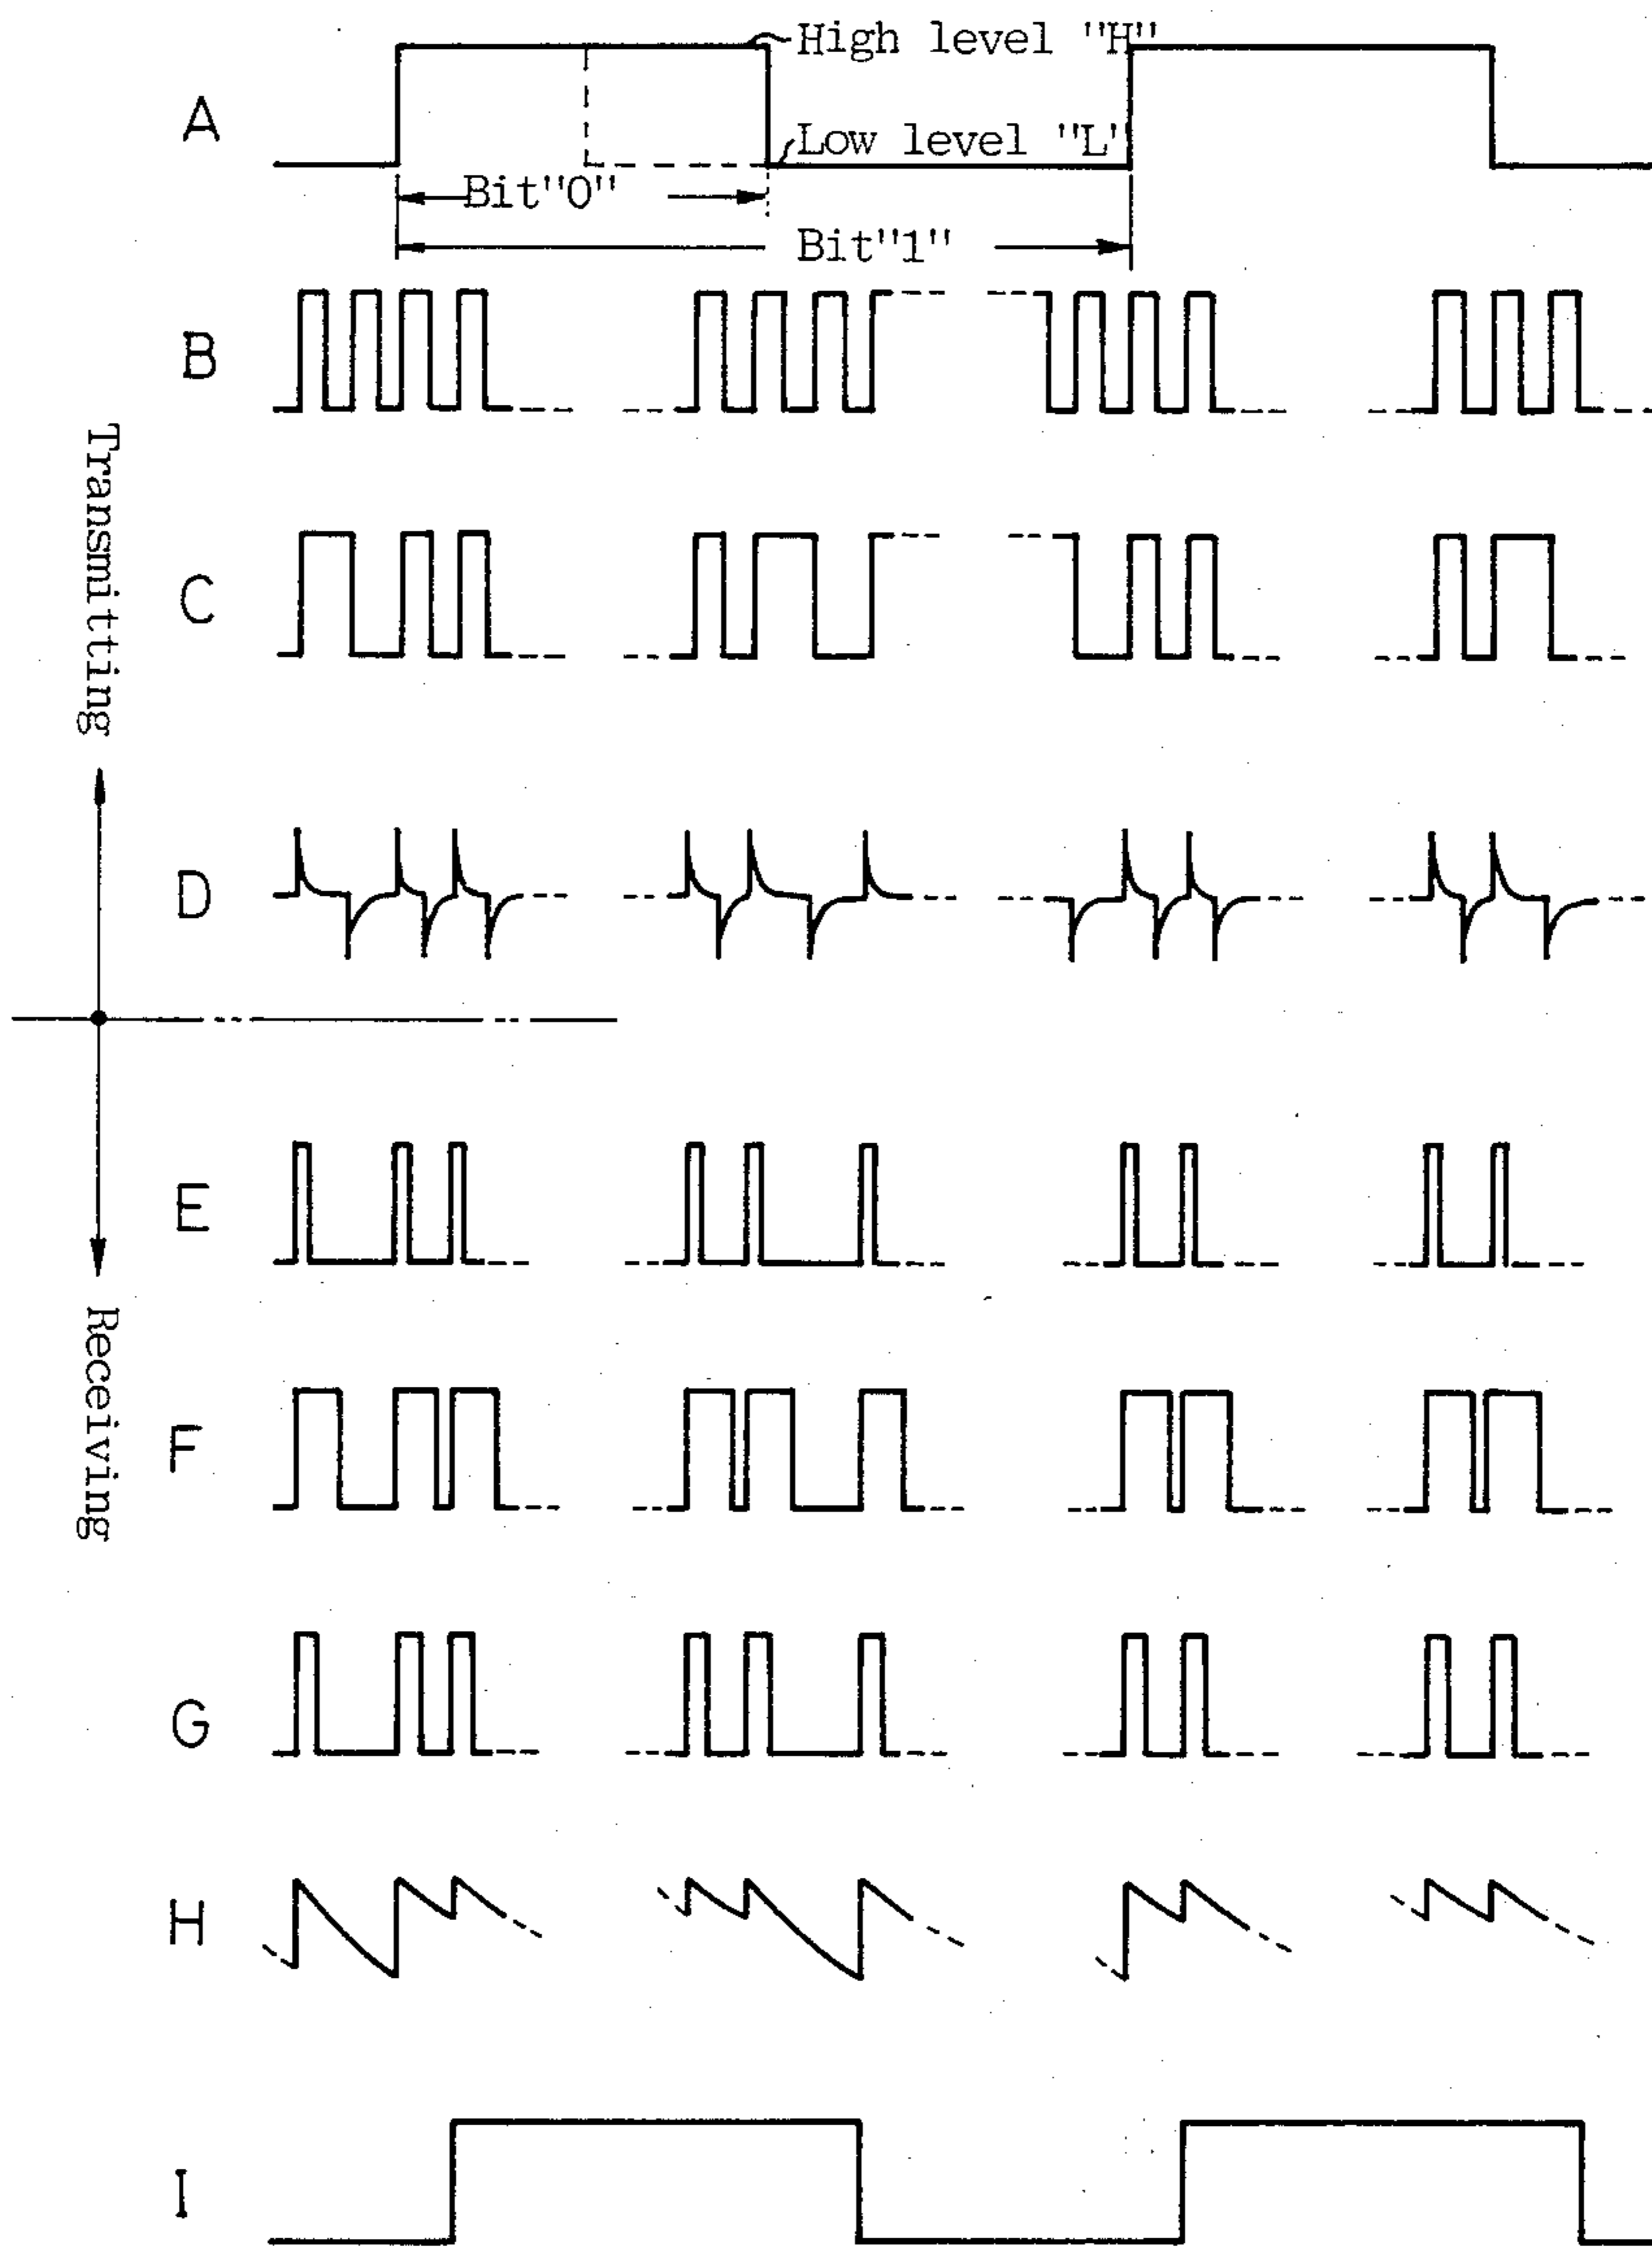 High level "H"
A
Low level "L"
Bit"0"
Bit"1"
B
Transmitting
C
D
E
Receiving
F
G
H
I